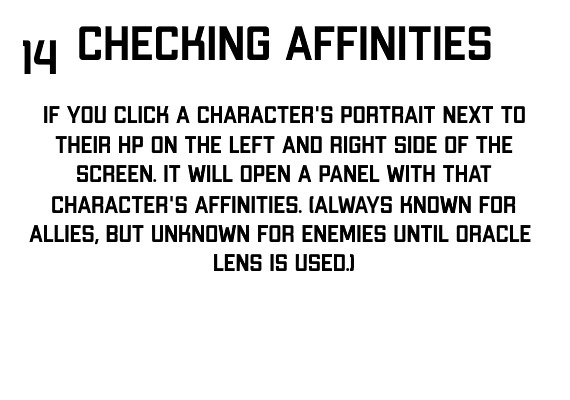 14 CHECKING AFFINITIES
IF YOU CLICK A CHARACTER'S PORTRAIT NEXT TO
THEIR HP ON THE LEFT AND RIGHT SIDE OF THE
SCREEN. IT WILL OPEN A PANEL WITH THAT
CHARACTER'S AFFINITIES. (ALWAYS KNOWN FOR
ALLIES, BUT UNKNOWN FOR ENEMIES UNTIL ORACLE
LENS IS USED.)